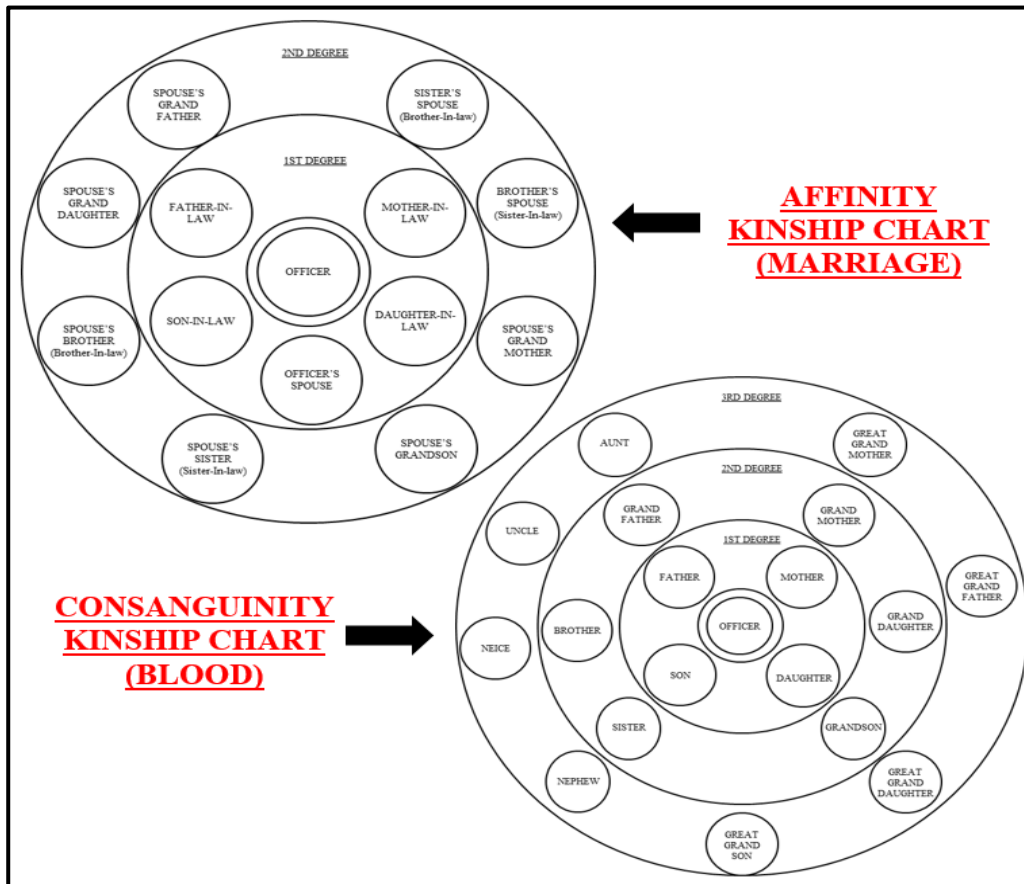 2ND DEGREE
SPOUSE'S
GRAND
FATHER
SISTER'S
SPOUSE
(Brother-In-law)
1ST DEGREE
SPOUSE'S
GRAND
DAUGHTER
FATHER-IN-
LAW
MOTHER-IN-
LAW
BROTHER'S
SPOUSE
(Sister-In-law)
OFFICER
SON-IN-LAW
DAUGHTER-IN-
LAW
SPOUSE'S
BROTHER
(Brother-In-law)
SPOUSE'S
GRAND
MOTHER
OFFICER'S
SPOUSE
SPOUSE'S
SISTER
(Sister-In-law)
SPOUSE'S
GRANDSON
AFFINITY
KINSHIP CHART
(MARRIAGE)
CONSANGUINITY
KINSHIP CHART
(BLOOD)
3RD DEGREE
AUNT
GREAT
GRAND
MOTHER
2ND DEGREE
UNCLE
GRAND
FATHER
GRAND
MOTHER
1ST DEGREE
FATHER
MOTHER
GREAT
GRAND
FATHER
BROTHER
OFFICER
GRAND
DAUGHTER
NEICE
SON
DAUGHTER
SISTER
GRANDSON
NEPHEW
GREAT
GRAND
DAUGHTER
GREAT
GRAND
SON